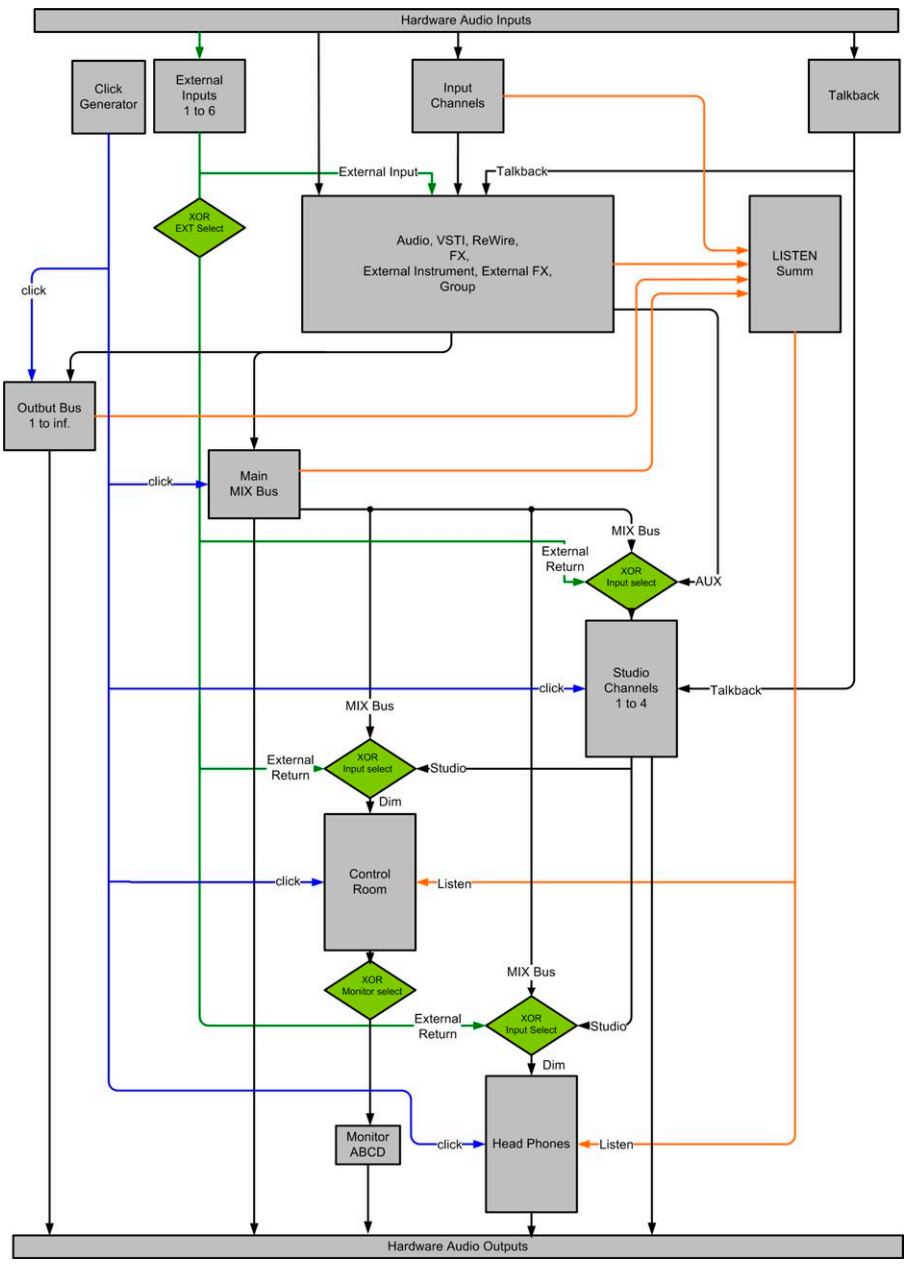 Hardware Audio Inputs
Click
Generator
External
Inputs
1 to 6
Input
Channels
Talkback
External Input
Talkback
XOR
EXT Select
Audio, VSTI, ReWire,
FX,
External Instrument, External FX,
Group
LISTEN
Summ
click
Outbut Bus
1 to inf.
click
Main
MIX Bus
MIX Bus
External
Return
XOR
Input select
AUX
click
Studio
Channels
1 to 4
Talkback
MIX Bus
External
Return
XOR
Input select
Studio
Dim
click
Control
Room
Listen
XOR
Monitor select
MIX Bus
External
Return
XOR
Input Select
Studio
Dim
Monitor
ABCD
click
Head Phones
Listen
Hardware Audio Outputs